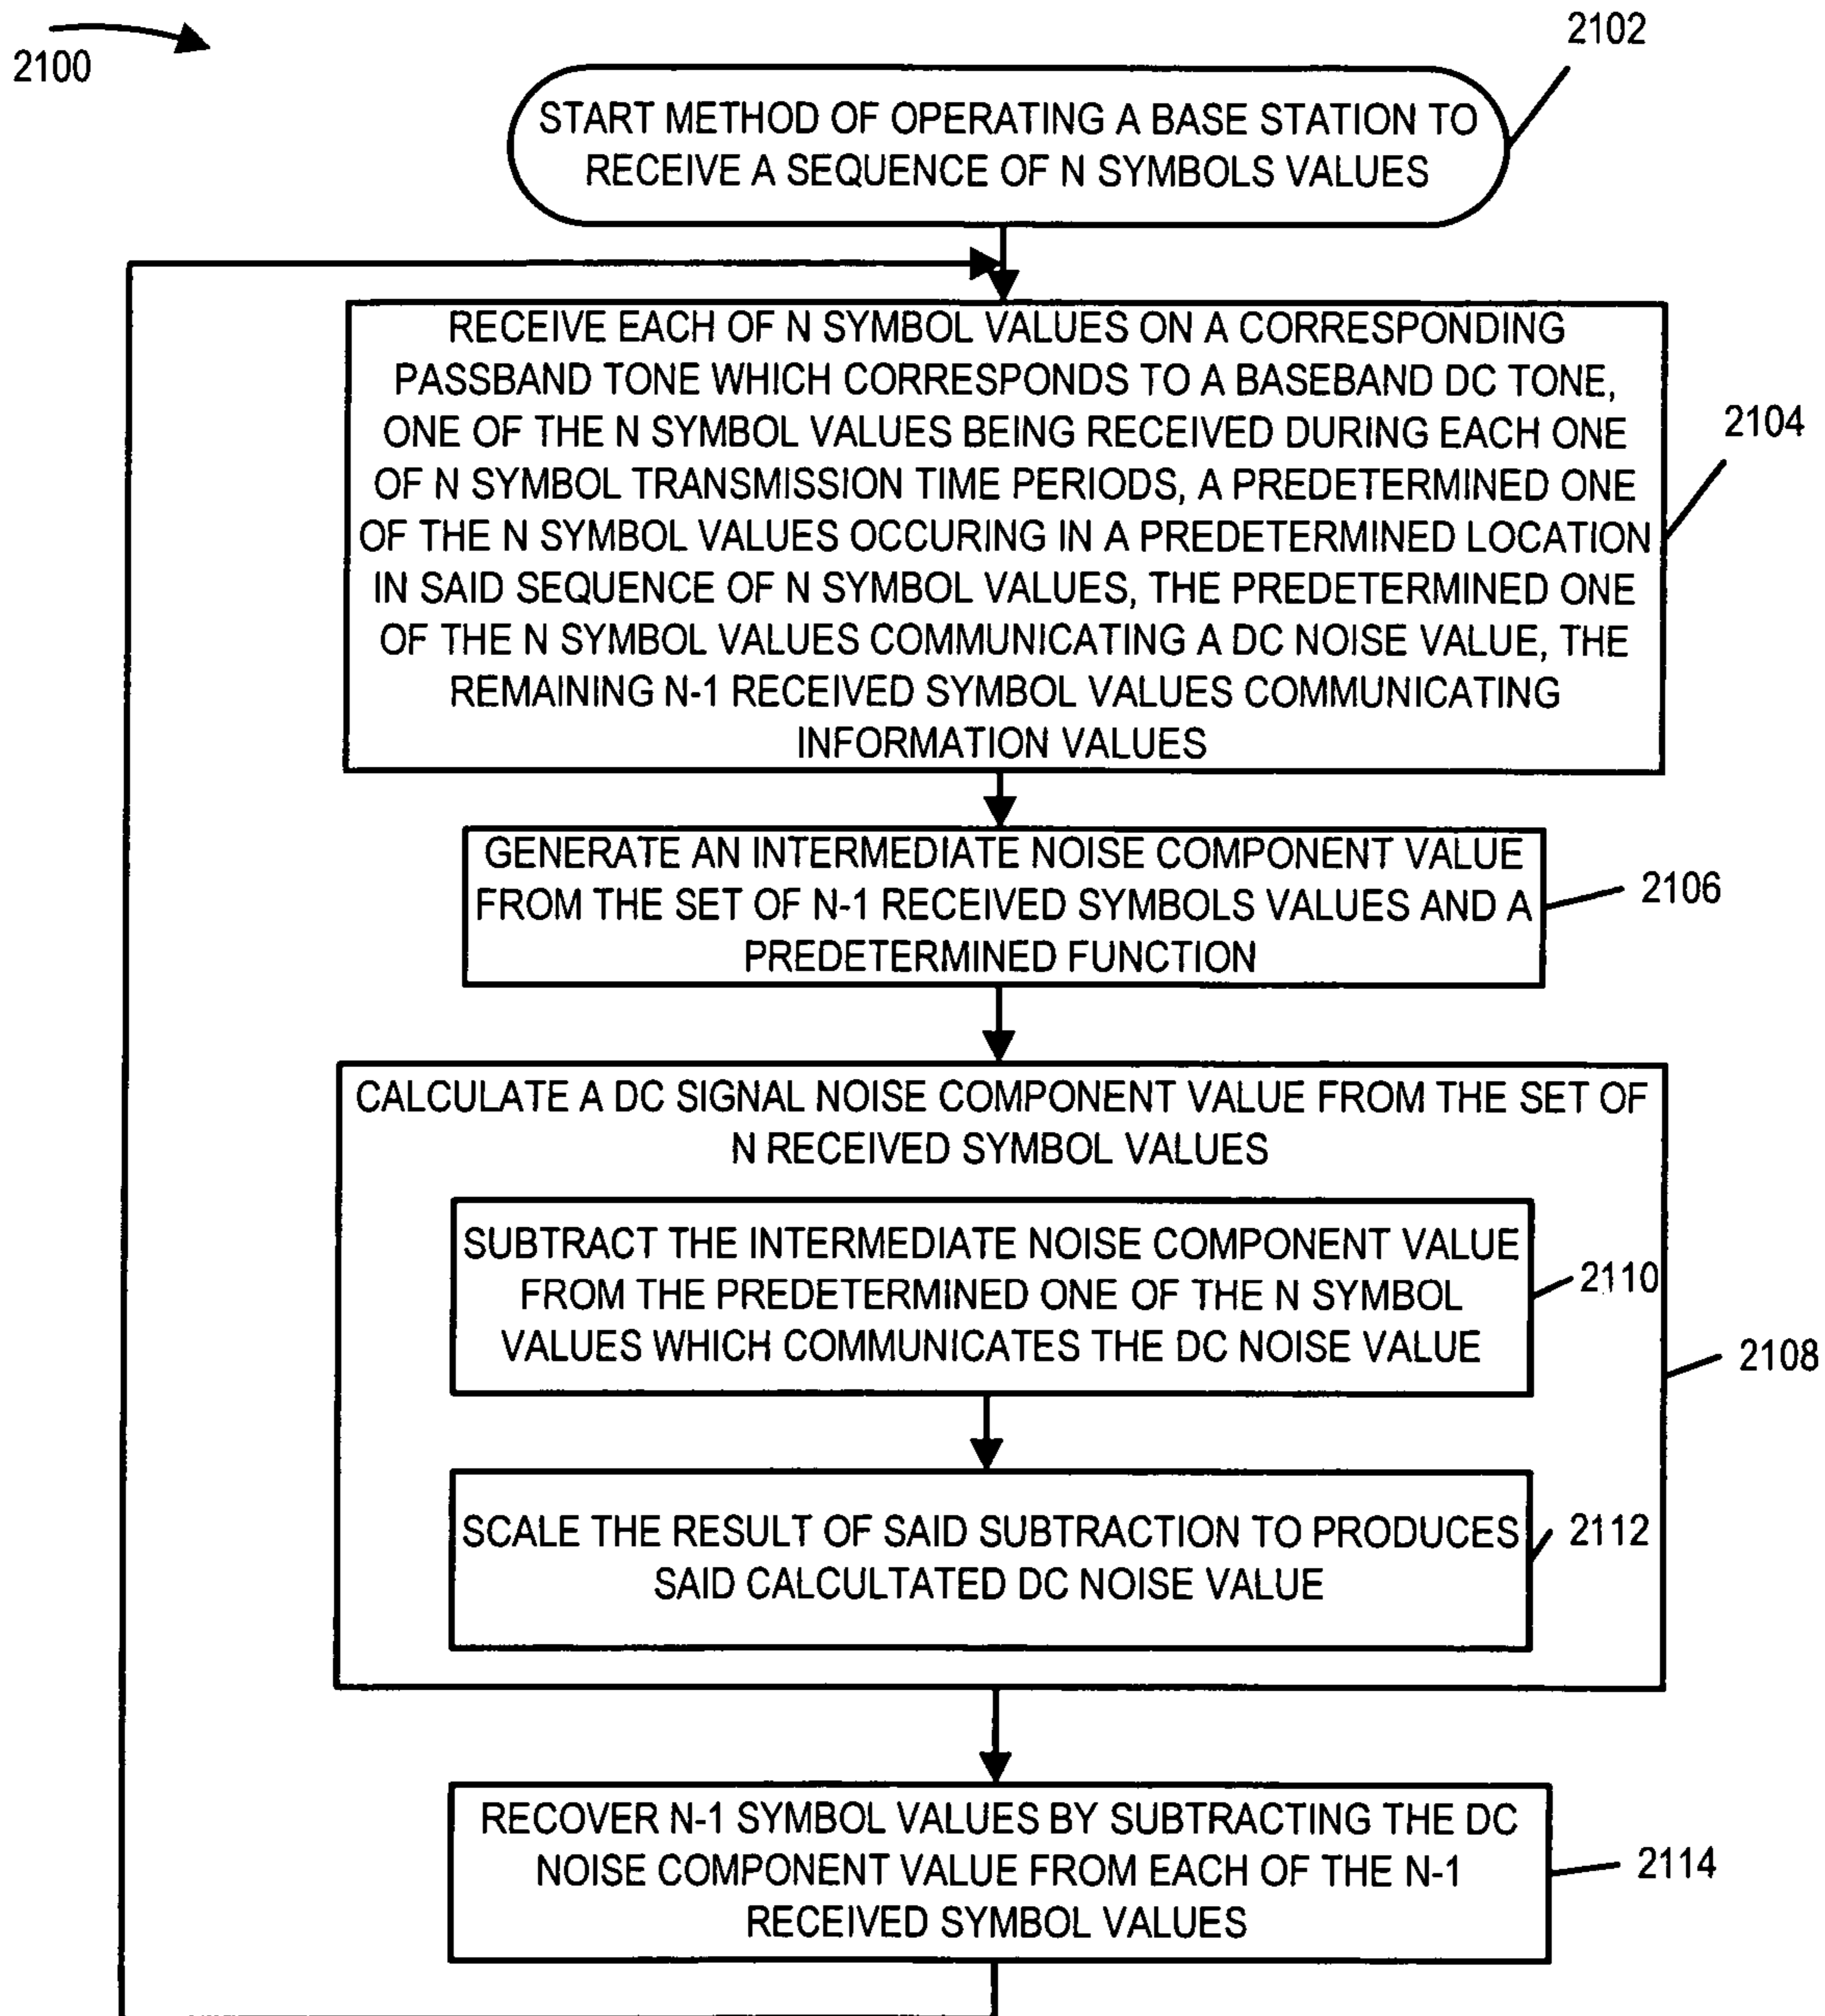 2100
2102
START METHOD OF OPERATING A BASE STATION TO
RECEIVE A SEQUENCE OF N SYMBOLS VALUES
RECEIVE EACH OF N SYMBOL VALUES ON A CORRESPONDING
PASSBAND TONE WHICH CORRESPONDS TO A BASEBAND DC TONE,
ONE OF THE N SYMBOL VALUES BEING RECEIVED DURING EACH ONE
OF N SYMBOL TRANSMISSION TIME PERIODS, A PREDETERMINED ONE
OF THE N SYMBOL VALUES OCCURING IN A PREDETERMINED LOCATION
IN SAID SEQUENCE OF N SYMBOL VALUES, THE PREDETERMINED ONE
OF THE N SYMBOL VALUES COMMUNICATING A DC NOISE VALUE, THE
REMAINING N-1 RECEIVED SYMBOL VALUES COMMUNICATING
INFORMATION VALUES
2104
GENERATE AN INTERMEDIATE NOISE COMPONENT VALUE
FROM THE SET OF N-1 RECEIVED SYMBOLS VALUES AND A
PREDETERMINED FUNCTION
2106
CALCULATE A DC SIGNAL NOISE COMPONENT VALUE FROM THE SET OF
N RECEIVED SYMBOL VALUES
SUBTRACT THE INTERMEDIATE NOISE COMPONENT VALUE
FROM THE PREDETERMINED ONE OF THE N SYMBOL
VALUES WHICH COMMUNICATES THE DC NOISE VALUE
2110
2108
SCALE THE RESULT OF SAID SUBTRACTION TO PRODUCES
SAID CALCULTATED DC NOISE VALUE
2112
RECOVER N-1 SYMBOL VALUES BY SUBTRACTING THE DC
NOISE COMPONENT VALUE FROM EACH OF THE N-1
RECEIVED SYMBOL VALUES
2114